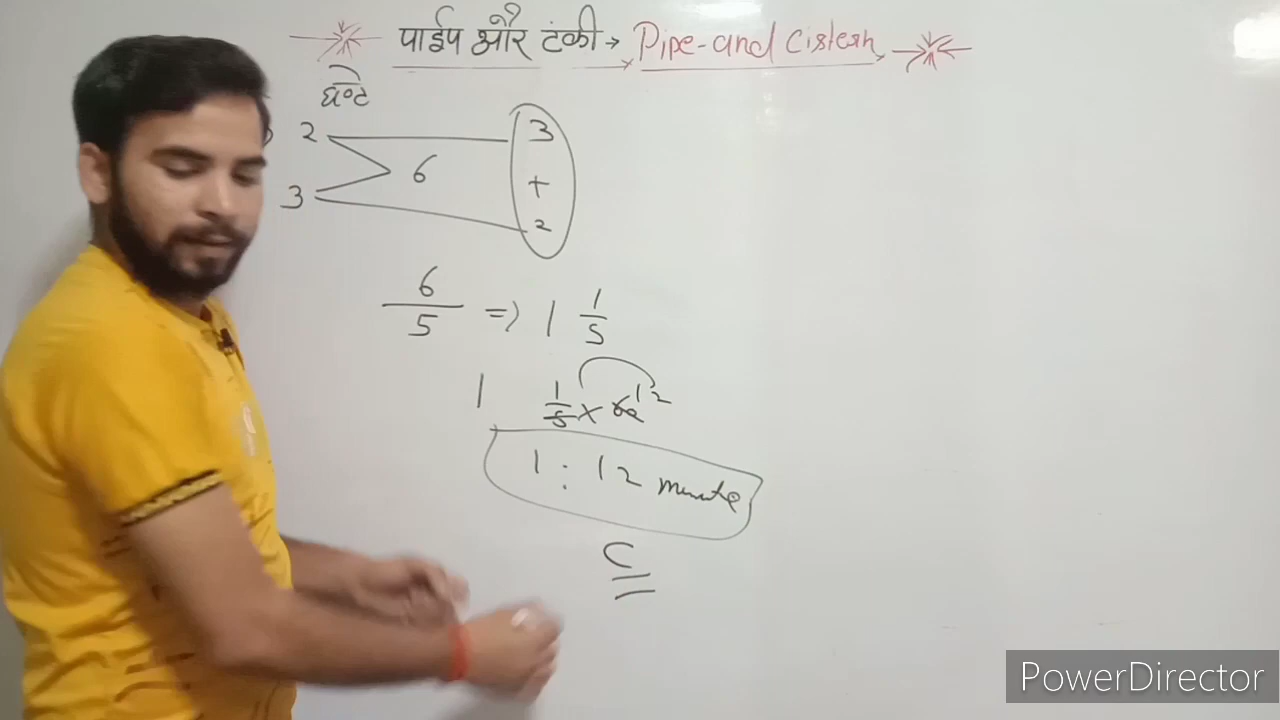 पाईप और टंकी → Pipe-and Cistern
घण्टे
2 3
6
+
3 2
6/5 => 1 1/5
1 1/5 x 60 12
1 : 12 minute
C
PowerDirector